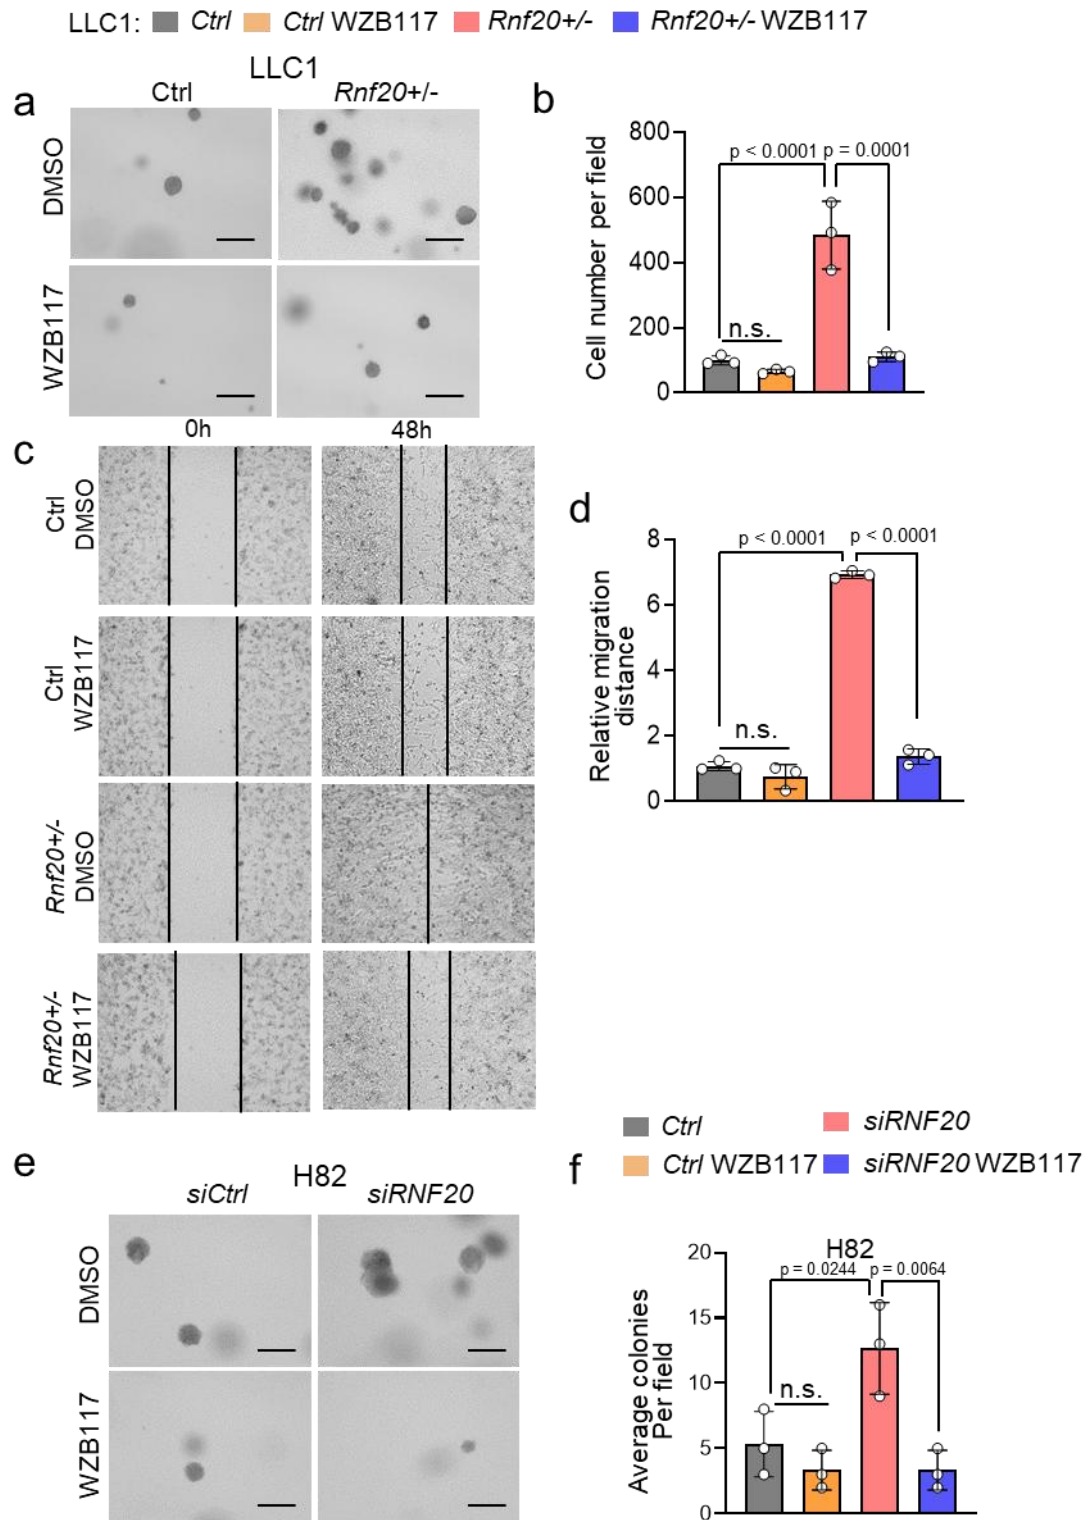 LLC1: Ctrl Ctrl WZB117 Rnf20+/- Rnf20+/- WZB117
LLC1
a
Ctrl
Rnf20+/-
DMSO
WZB117
b
Cell number per field
800
600
400
200
0
p < 0.0001
p = 0.0001
n.s.
c
0h
48h
Ctrl
DMSO
Ctrl
WZB117
Rnf20+/-
DMSO
Rnf20+/-
WZB117
d
Relative migration
distance
8
6
4
2
0
p < 0.0001
p < 0.0001
n.s.
e
H82
siCtrl
siRNF20
DMSO
WZB117
f
Ctrl
siRNF20
Ctrl WZB117
siRNF20 WZB117
H82
Average colonies
Per field
20
15
10
5
0
p = 0.0244
p = 0.0064
n.s.